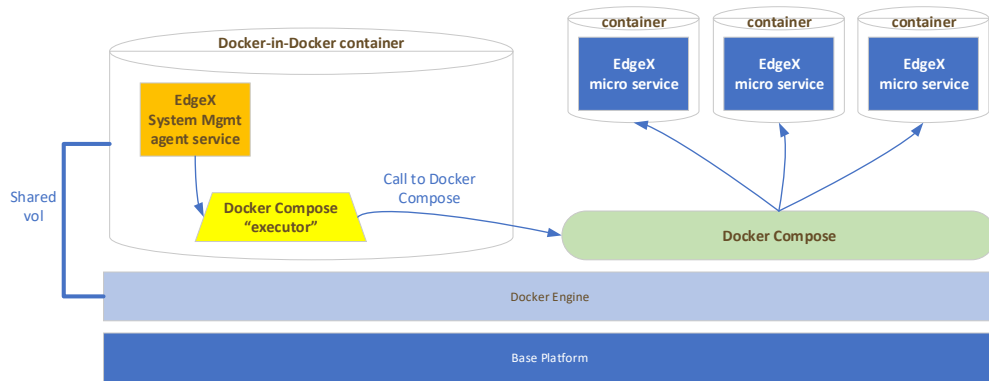 Docker-in-Docker container
EdgeX
System Mgmt
agent service
Shared
vol
Docker Compose
“executor”
Call to Docker
Compose
container
EdgeX
micro service
container
EdgeX
micro service
container
EdgeX
micro service
Docker Compose
Docker Engine
Base Platform